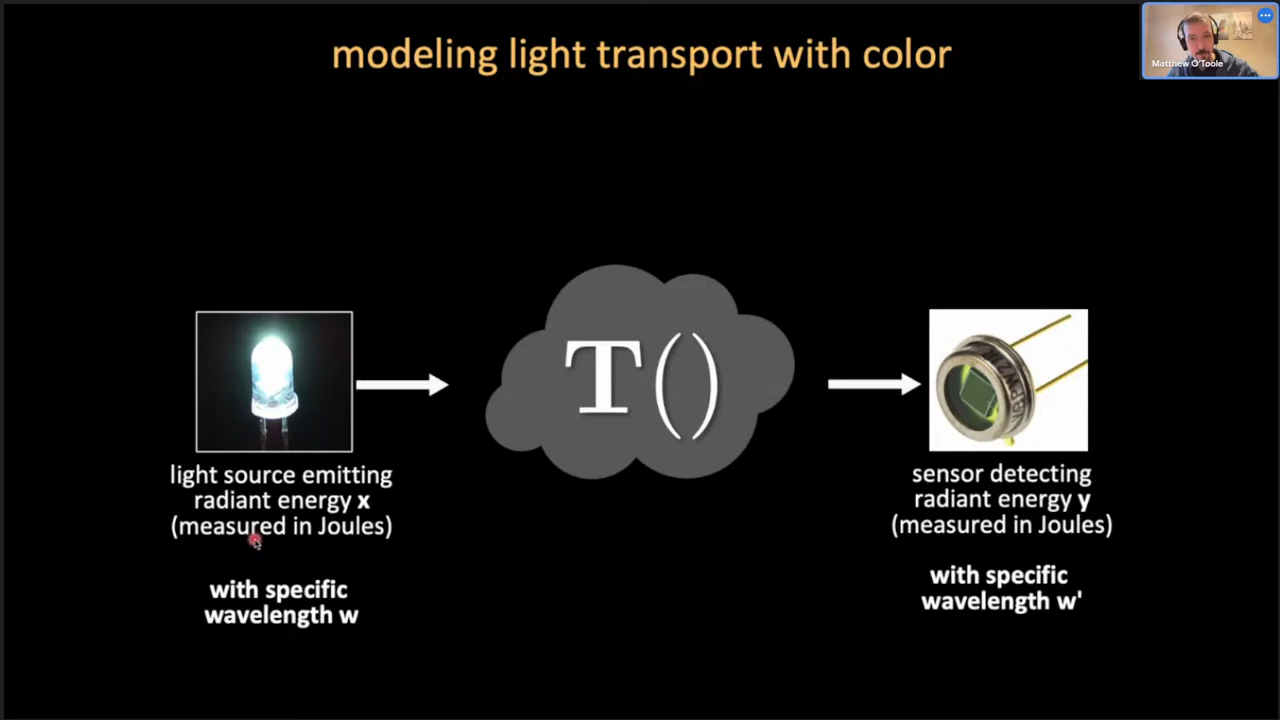 modeling light transport with color
Matthew O'Toole
T()
light source emitting
radiant energy x
(measured in Joules)
with specific
wavelength w
sensor detecting
radiant energy y
(measured in Joules)
with specific
wavelength w'